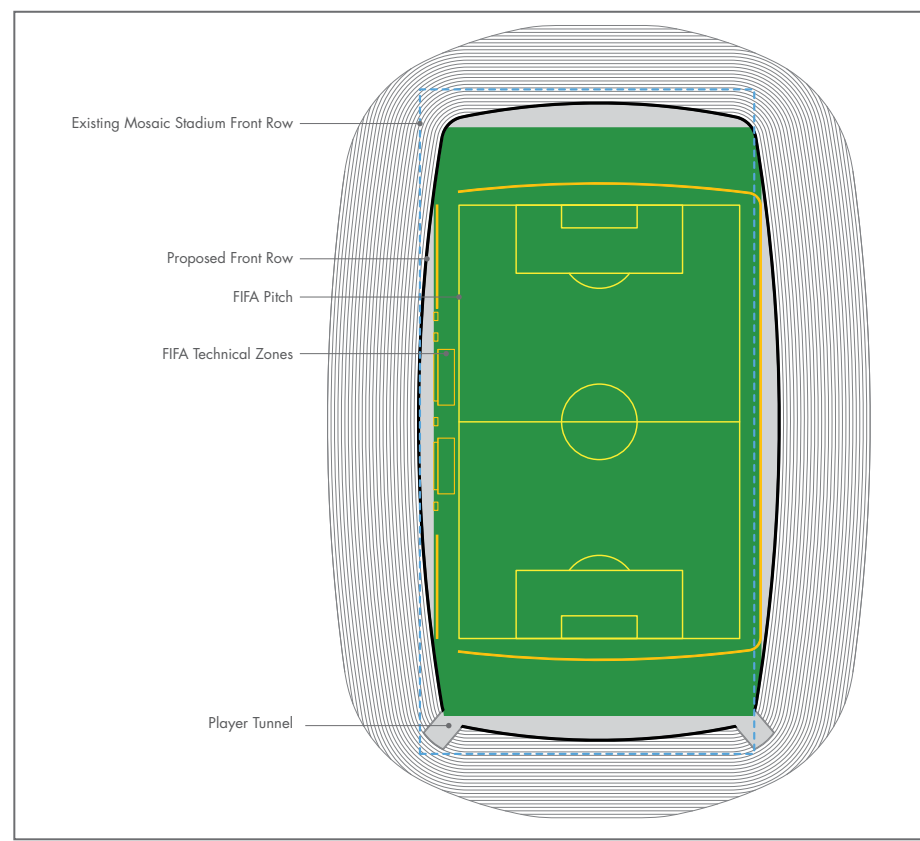 Existing Mosaic Stadium Front Row
Proposed Front Row
FIFA Pitch
FIFA Technical Zones
Player Tunnel